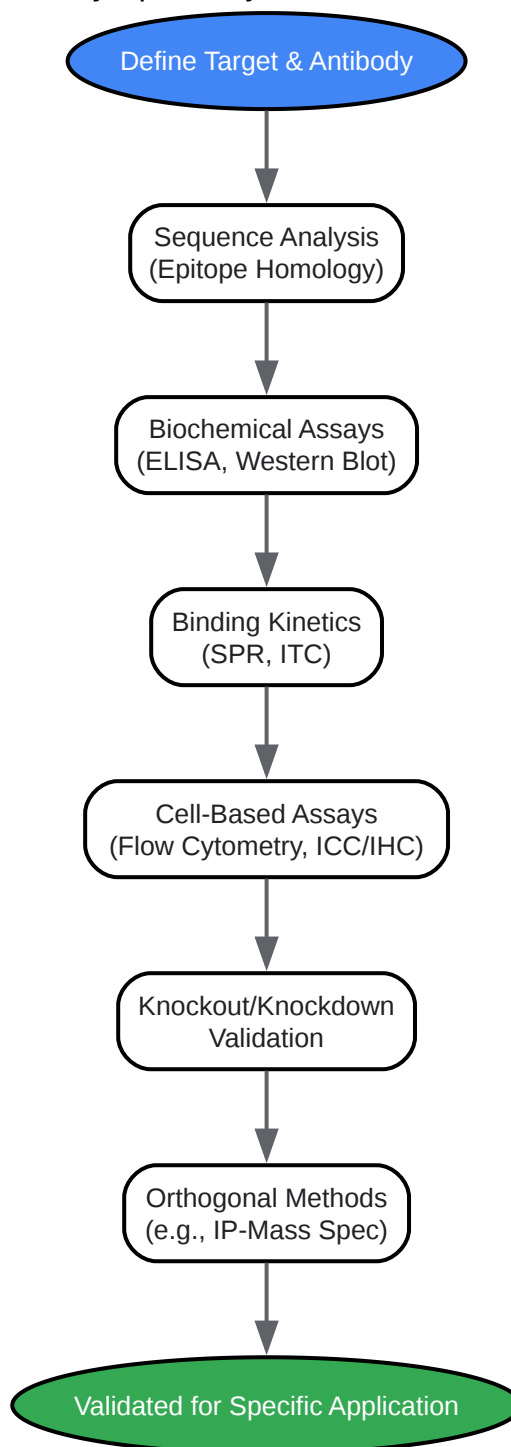 Define Target & Antibody
Sequence Analysis
(Epitope Homology)
Biochemical Assays
(ELISA, Western Blot)
Binding Kinetics
(SPR, ITC)
Cell-Based Assays
(Flow Cytometry, ICC/IHC)
Knockout/Knockdown
Validation
Orthogonal Methods
(e.g., IP-Mass Spec)
Validated for Specific Application